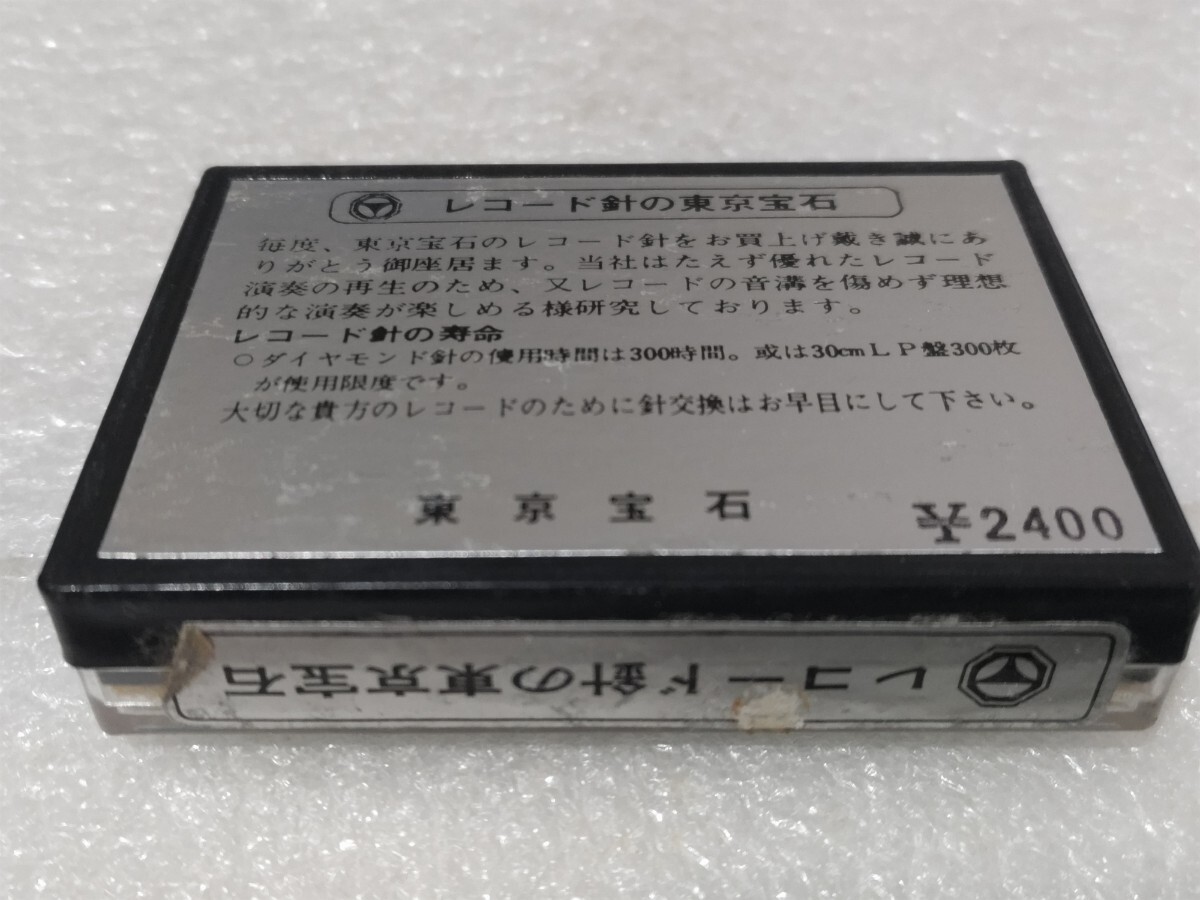 レコード針の東京宝石
毎度、東京宝石のレコード針をお買上げ戴き誠にあ
りがとう御座居ます。当社はたえず優れたレコード
演奏の再生のため、又レコードの音溝を傷めず理想
的な演奏が楽しめる様研究しております。
レコード針の寿命
○ダイヤモンド針の使用時間は300時間。或は30cmLP盤300枚
が使用限度です。
大切な貴方のレコードのために針交換はお早目にして下さい。
東京宝石
¥2400
レコード針の東京宝石